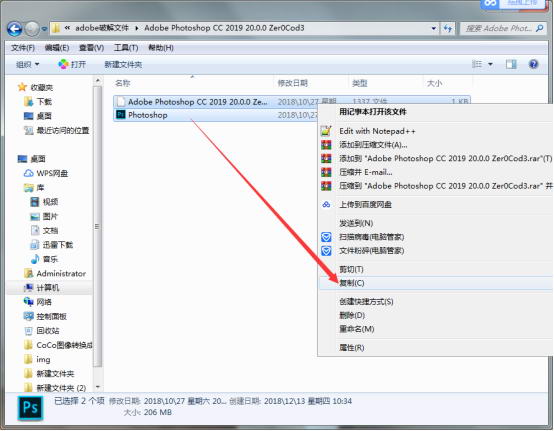 拖拽上传
« adobe破解文件 ▸ Adobe Photoshop CC 2019 20.0.0 Zer0Cod3
搜索 Adobe Phot...
文件(F) 编辑(E) 查看(V) 工具(T) 帮助(H)
组织 打开 新建文件夹
名称 修改日期 类型 大小
收藏夹
下载
桌面
最近访问的位置
桌面
WPS网盘
库
视频
图片
文档
迅雷下载
音乐
Administrator
计算机
网络
控制面板
回收站
CoCo图像转换成
img
新建文件夹
新建文件夹 (2)
Adobe Photoshop CC 2019 20.0.0 Ze... 2018\10\27 星期 1337 文件 1 KB
Photoshop 2018\10\27
用记事本打开该文件
Edit with Notepad++
添加到压缩文件(A)...
添加到 "Adobe Photoshop CC 2019 20.0.0 Zer0Cod3.rar"(T)
压缩并 E-mail...
压缩到 "Adobe Photoshop CC 2019 20.0.0 Zer0Cod3.rar" 并
上传到百度网盘
发送到(N)
扫描病毒(电脑管家)
文件粉碎(电脑管家)
剪切(T)
复制(C)
创建快捷方式(S)
删除(D)
重命名(M)
属性(R)
Ps
已选择 2 个项 修改日期: 2018\10\27 星期六 20... 创建日期: 2018\12\13 星期四 10:34
大小: 206 MB